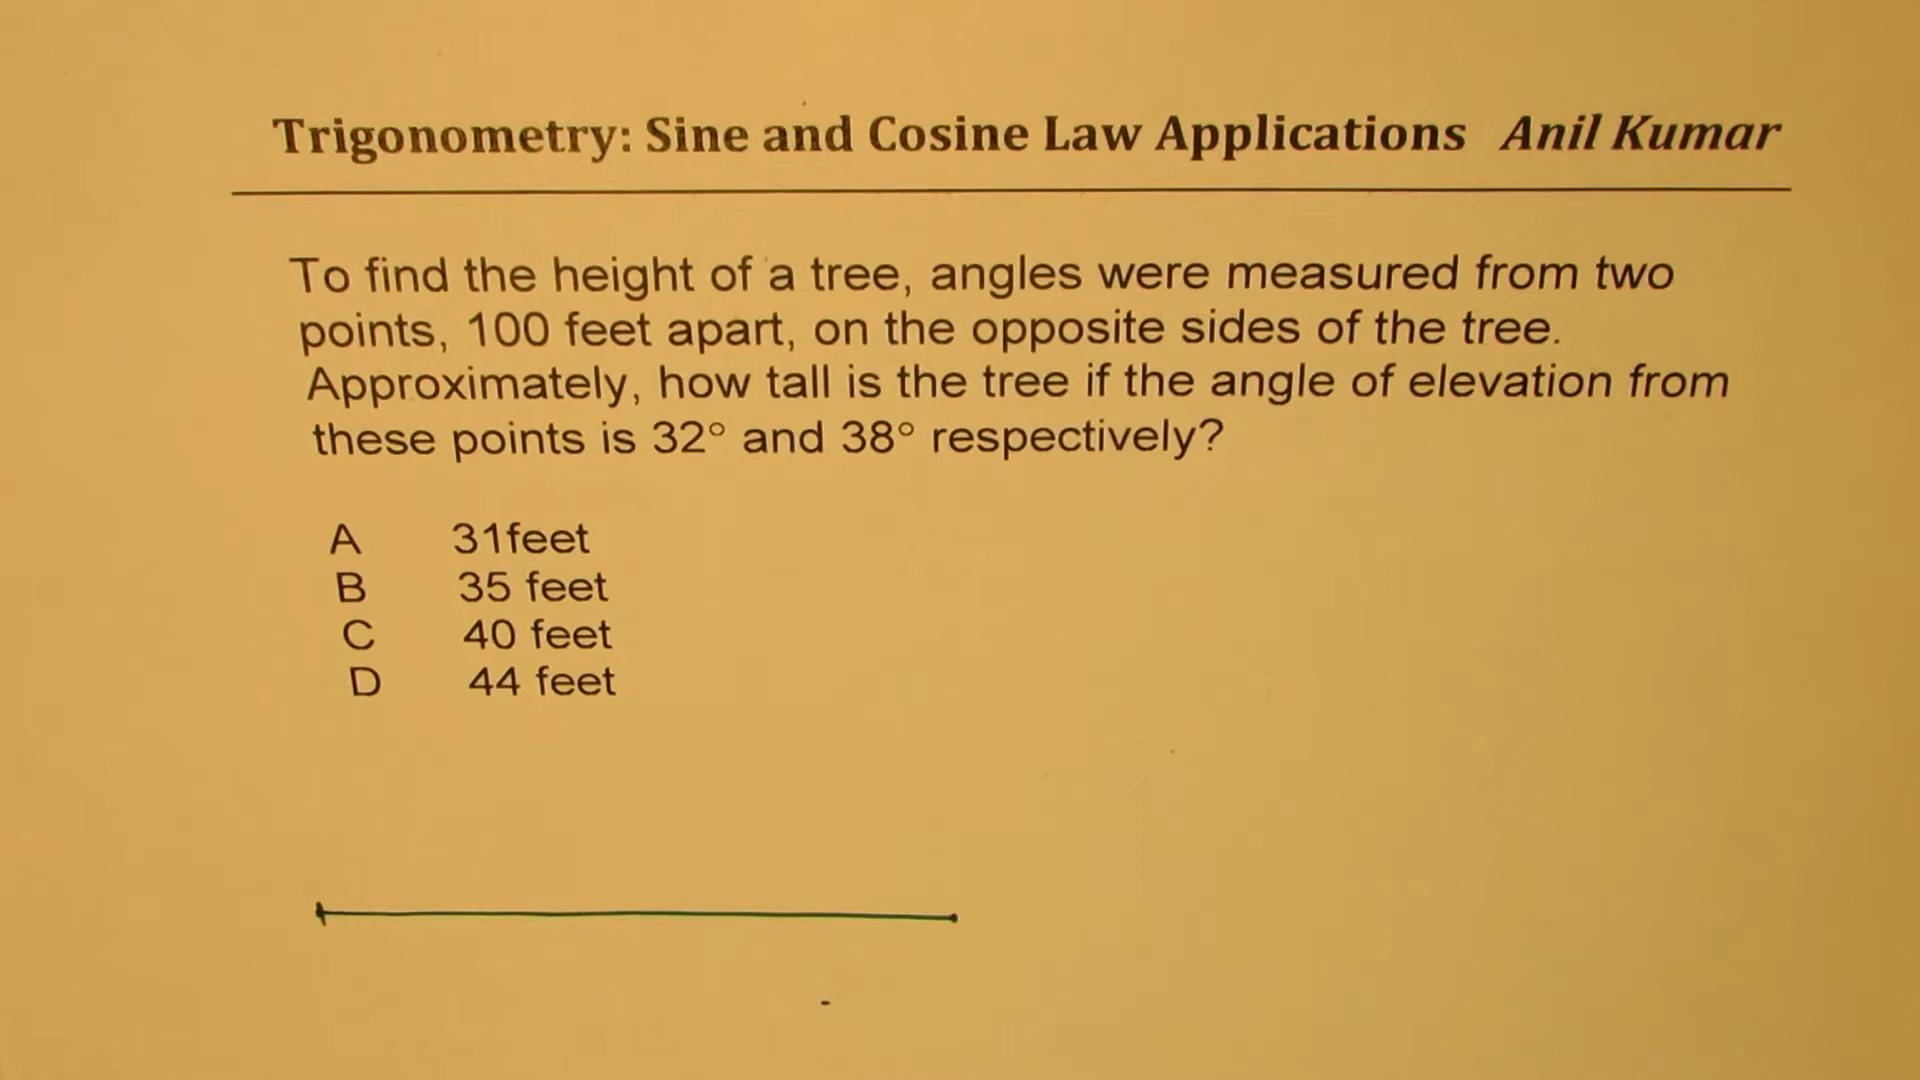 Trigonometry: Sine and Cosine Law Applications Anil Kumar
To find the height of a tree, angles were measured from two
points, 100 feet apart, on the opposite sides of the tree.
Approximately, how tall is the tree if the angle of elevation from
these points is 32° and 38° respectively?
A 31feet
B 35 feet
C 40 feet
D 44 feet